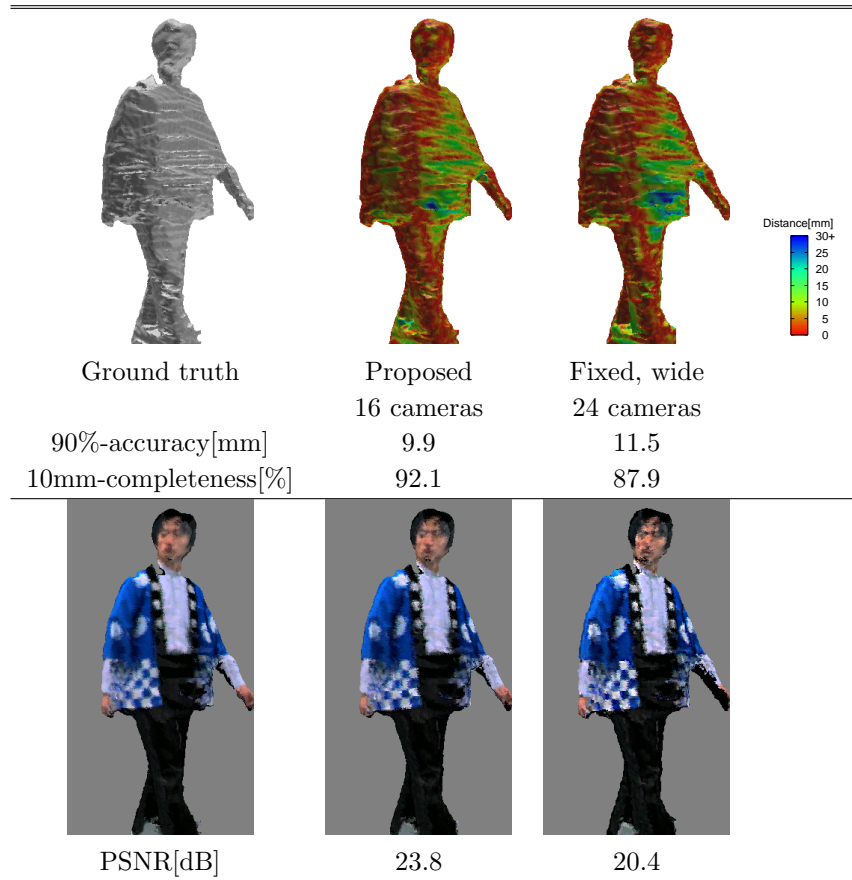 Distance[mm]
30+
25
20
15
10
5
0
Ground truth Proposed Fixed, wide
16 cameras 24 cameras
90%-accuracy[mm] 9.9 11.5
10mm-completeness[%] 92.1 87.9
PSNR[dB] 23.8 20.4